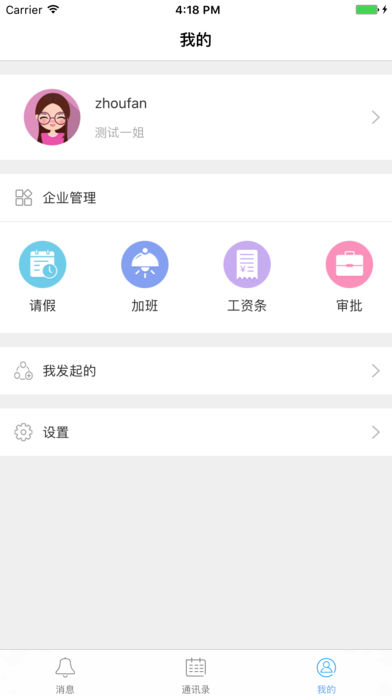 Carrier 4:18 PM
我的
zhoufan
测试一姐
企业管理
请假 加班 工资条 审批
我发起的
设置
消息 通讯录 我的